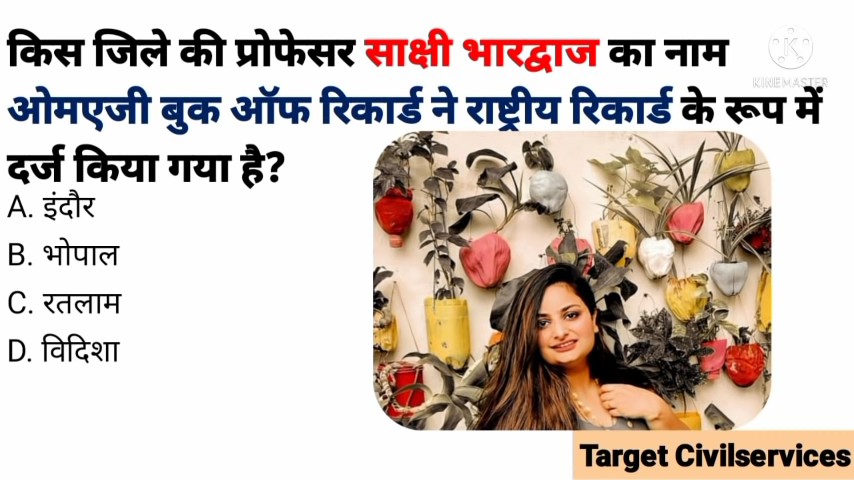 किस जिले की प्रोफेसर साक्षी भारद्वाज का नाम
ओमएजी बुक ऑफ रिकार्ड ने राष्ट्रीय रिकार्ड के रूप में
दर्ज किया गया है?
A. इंदौर
B. भोपाल
C. रतलाम
D. विदिशा
K
KINEMASTER
Target Civilservices